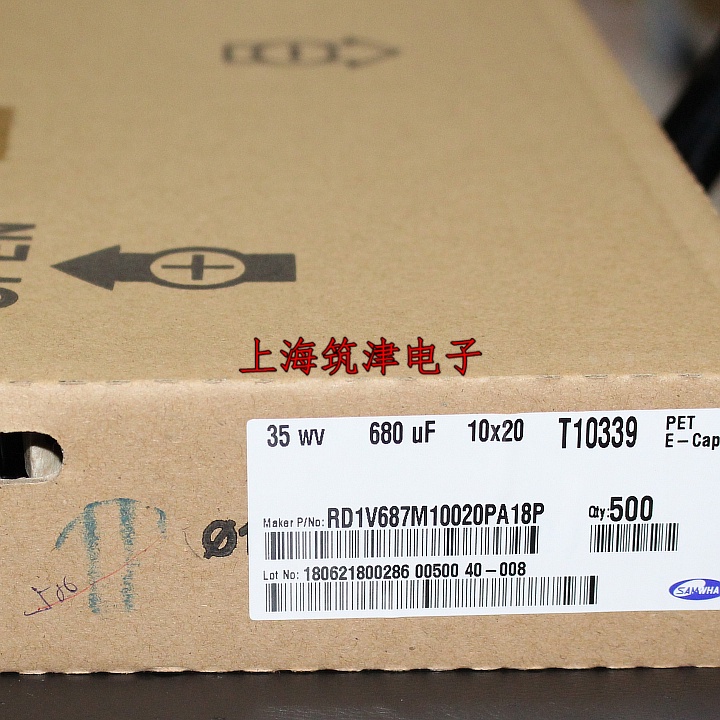 上海筑津电子
35 WV 680 uF 10x20 T10339 PET
E-Cap
Maker P/No: RD1V687M10020PA18P Qty: 500
Lot No: 180621800286 00500 40-008
SAMWHA